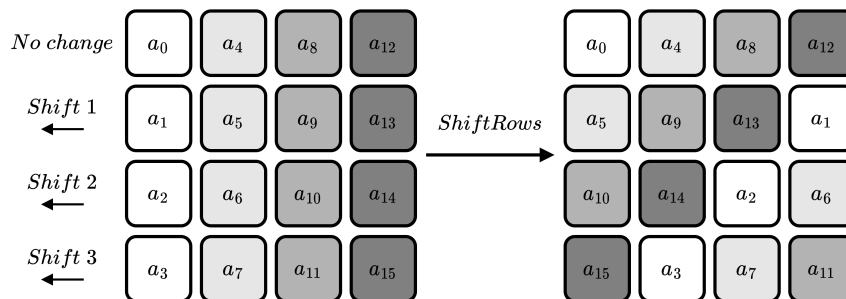 No change a₀ a₄ a₈ a₁₂ a₀ a₄ a₈ a₁₂
Shift 1 a₁ a₅ a₉ a₁₃ ShiftRows a₅ a₉ a₁₃ a₁
Shift 2 a₂ a₆ a₁₀ a₁₄ a₁₀ a₁₄ a₂ a₆
Shift 3 a₃ a₇ a₁₁ a₁₅ a₁₅ a₃ a₇ a₁₁